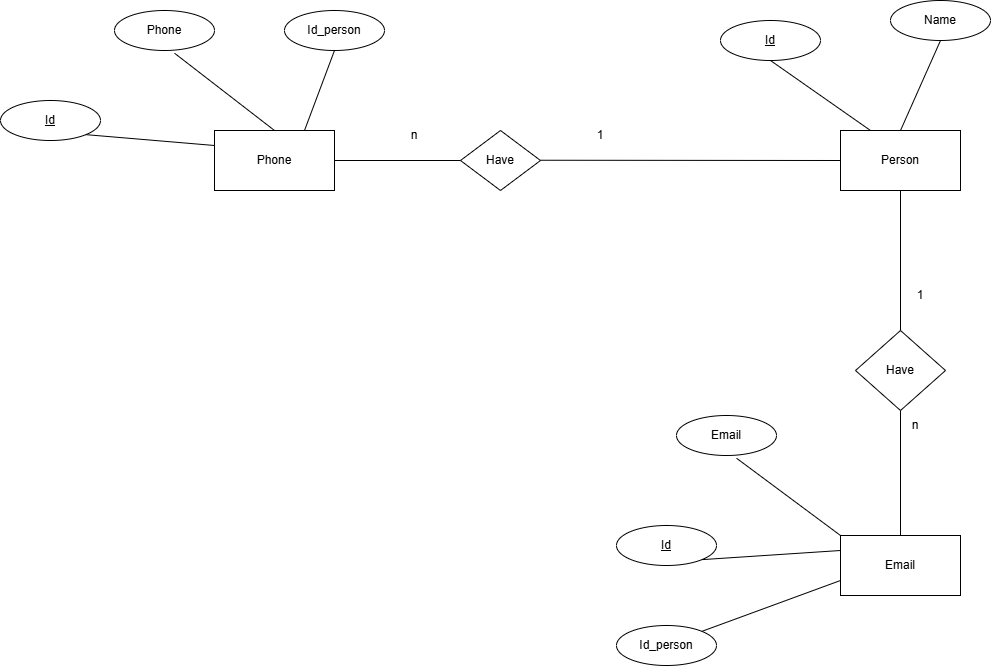 Phone
Id_person
Id
Name
Id
n
1
Phone
Have
Person
1
Have
n
Email
Id
Email
Id_person